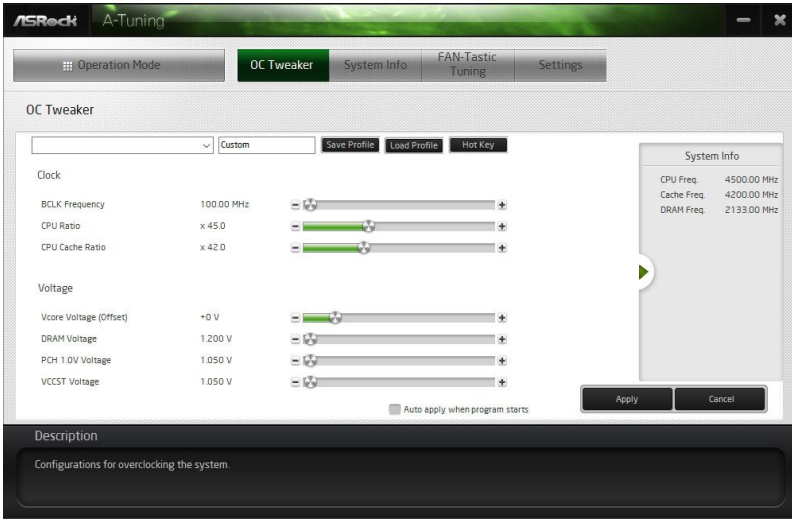 ASRock A-Tuning
Operation Mode
OC Tweaker
System Info
FAN-Tastic
Tuning
Settings
OC Tweaker
Custom
Save Profile
Load Profile
Hot Key
Clock
BCLK Frequency 100.00 MHz
CPU Ratio x 45.0
CPU Cache Ratio x 42.0
Voltage
Vcore Voltage (Offset) +0 V
DRAM Voltage 1.200 V
PCH 1.0V Voltage 1.050 V
VCCST Voltage 1.050 V
Auto apply when program starts
System Info
CPU Freq. 4500.00 MHz
Cache Freq. 4200.00 MHz
DRAM Freq. 2133.00 MHz
Apply
Cancel
Description
Configurations for overclocking the system.